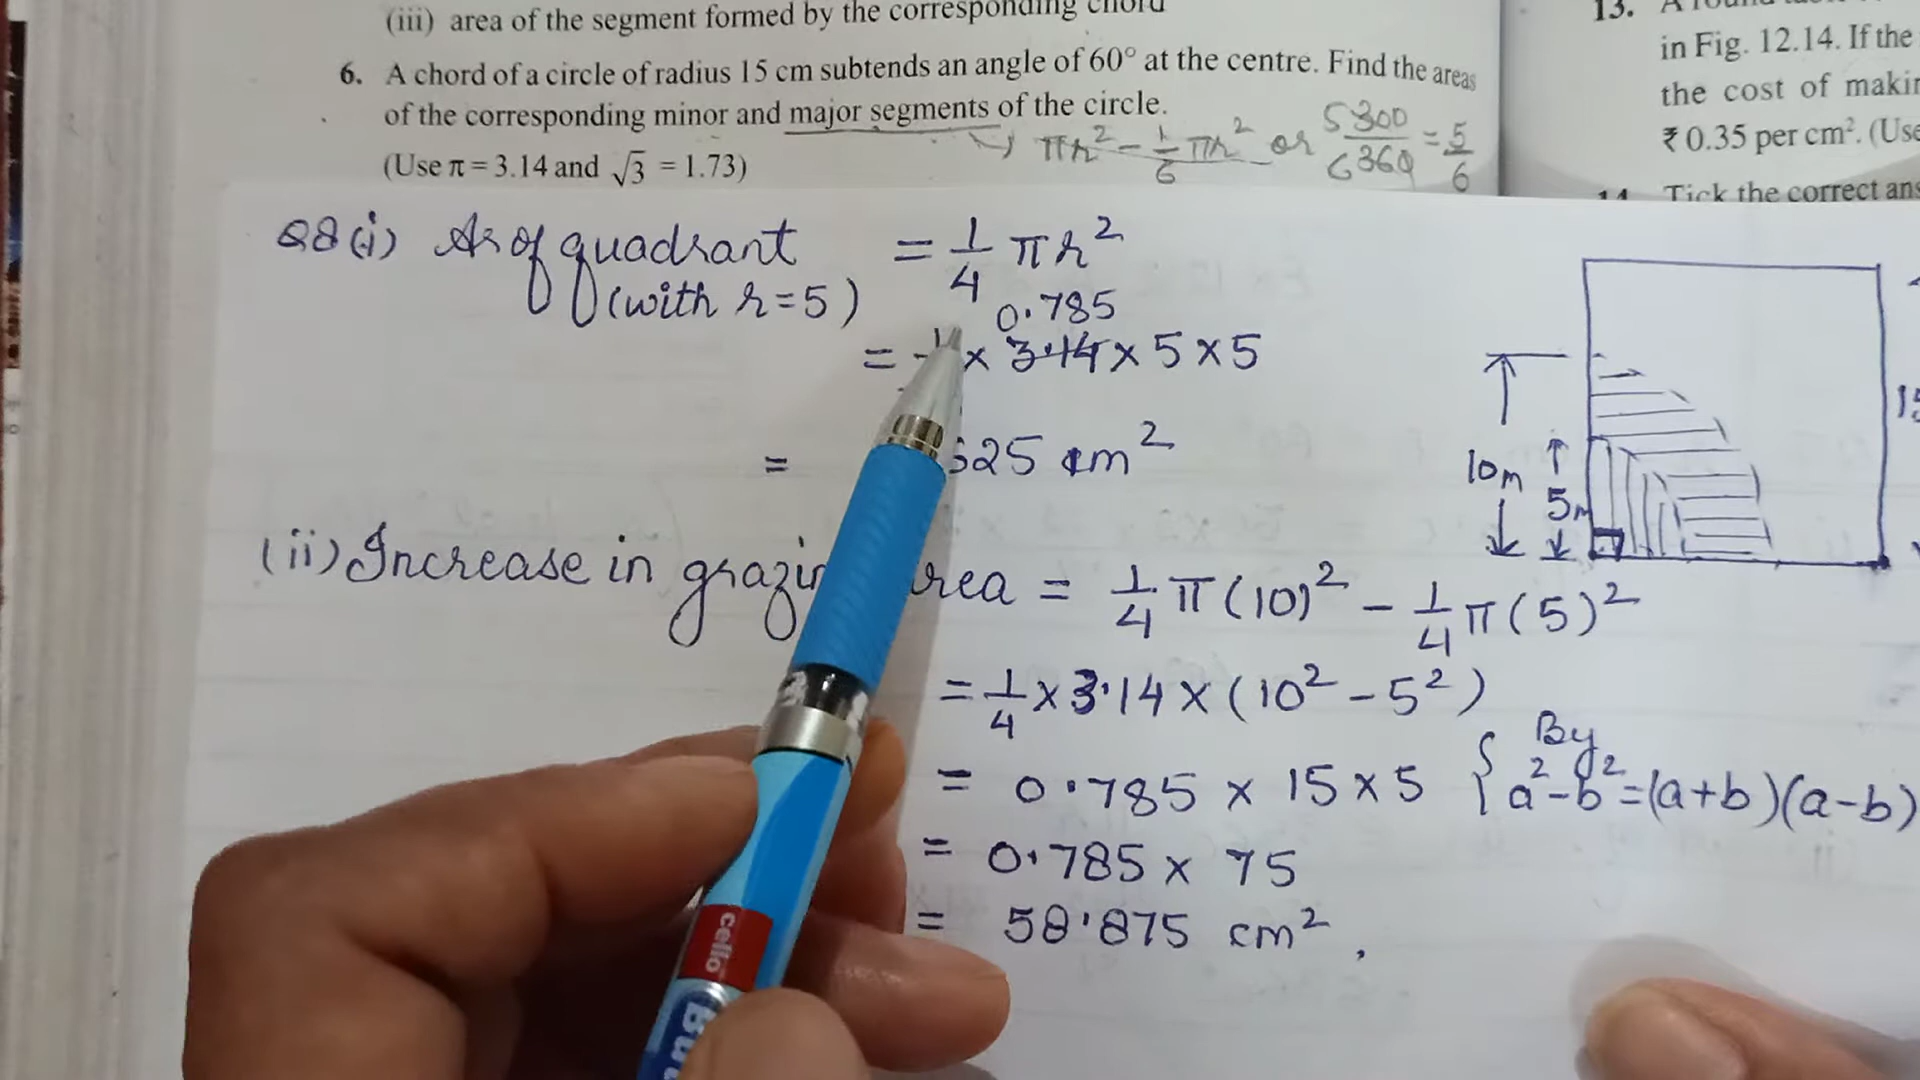 (iii) area of the segment formed by the corresponding chord
6. A chord of a circle of radius 15 cm subtends an angle of 60° at the centre. Find the areas
of the corresponding minor and major segments of the circle.
(Use π = 3.14 and √3 = 1.73)
πr² - 1/6 πr² or 300/360 = 5/6
5
6
13. A round
in Fig. 12.14. If the
the cost of makin
₹ 0.35 per cm². (Use
14. Tick the correct ans
Q8 (i) Ar of quadrant = 1/4 πr²
(with r = 5)
0.785
= × 3.14 × 5 × 5
= 625 cm²
(ii) Increase in grazin area = 1/4 π(10)² - 1/4 π(5)²
= 1/4 × 3.14 × (10² - 5²)
= 0.785 × 15 × 5 { By a² - b² = (a+b)(a-b)
= 0.785 × 75
= 58.875 cm² .
10m
5m
15
cello